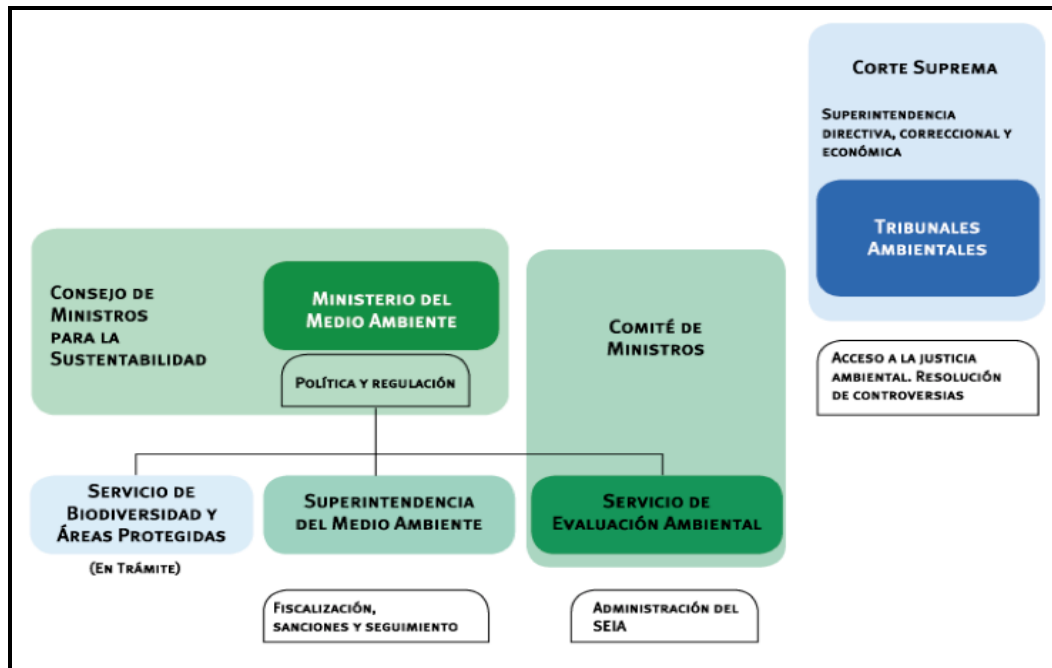 CORTE SUPREMA
SUPERINTENDENCIA
DIRECTIVA, CORRECCIONAL Y
ECONÓMICA
TRIBUNALES
AMBIENTALES
ACCESO A LA JUSTICIA
AMBIENTAL. RESOLUCIÓN
DE CONTROVERSIAS
CONSEJO DE
MINISTROS
PARA LA
SUSTENTABILIDAD
MINISTERIO DEL
MEDIO AMBIENTE
POLÍTICA Y REGULACIÓN
COMITÉ DE
MINISTROS
SERVICIO DE
BIODIVERSIDAD Y
ÁREAS PROTEGIDAS
(EN TRÁMITE)
SUPERINTENDENCIA
DEL MEDIO AMBIENTE
FISCALIZACIÓN,
SANCIONES Y SEGUIMIENTO
SERVICIO DE
EVALUACIÓN AMBIENTAL
ADMINISTRACIÓN DEL
SEIA